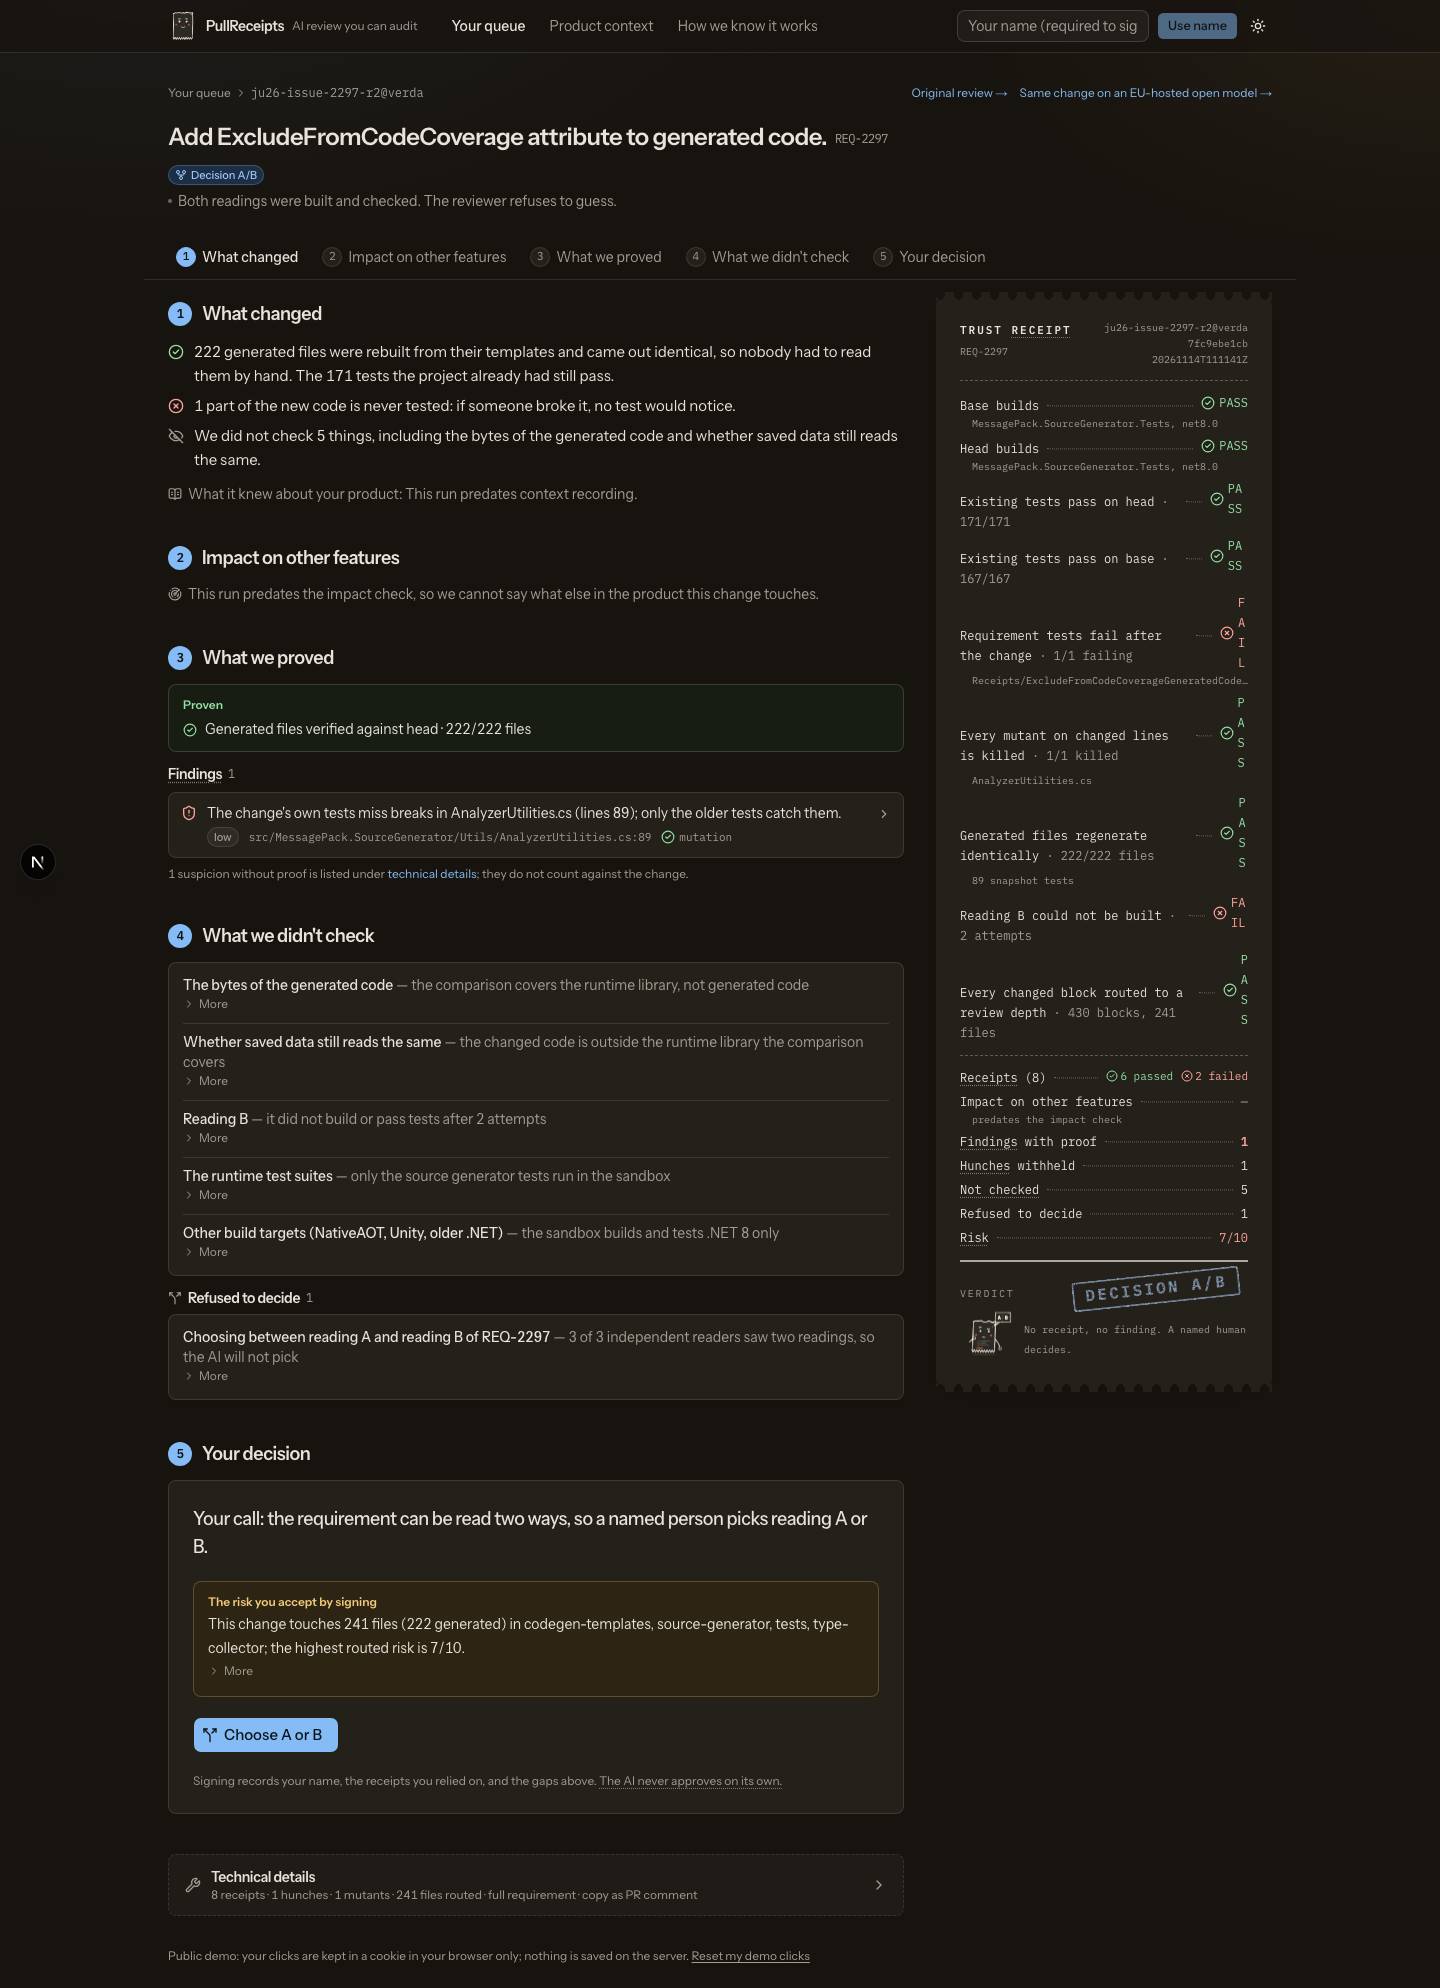 PullReceipts AI review you can audit
Your queue
Product context
How we know it works
Your name (required to sig
Use name
Your queue > ju26-issue-2297-r2@verda
Original review →
Same change on an EU-hosted open model →
Add ExcludeFromCodeCoverage attribute to generated code. REQ-2297
Decision A/B
• Both readings were built and checked. The reviewer refuses to guess.
1 What changed
2 Impact on other features
3 What we proved
4 What we didn't check
5 Your decision
1 What changed
222 generated files were rebuilt from their templates and came out identical, so nobody had to read
them by hand. The 171 tests the project already had still pass.
1 part of the new code is never tested: if someone broke it, no test would notice.
We did not check 5 things, including the bytes of the generated code and whether saved data still reads
the same.
What it knew about your product: This run predates context recording.
2 Impact on other features
This run predates the impact check, so we cannot say what else in the product this change touches.
3 What we proved
Proven
Generated files verified against head · 222/222 files
Findings 1
The change's own tests miss breaks in AnalyzerUtilities.cs (lines 89); only the older tests catch them.
low src/MessagePack.SourceGenerator/Utils/AnalyzerUtilities.cs:89 mutation
1 suspicion without proof is listed under technical details; they do not count against the change.
4 What we didn't check
The bytes of the generated code — the comparison covers the runtime library, not generated code
More
Whether saved data still reads the same — the changed code is outside the runtime library the comparison
covers
More
Reading B — it did not build or pass tests after 2 attempts
More
The runtime test suites — only the source generator tests run in the sandbox
More
Other build targets (NativeAOT, Unity, older .NET) — the sandbox builds and tests .NET 8 only
More
Refused to decide 1
Choosing between reading A and reading B of REQ-2297 — 3 of 3 independent readers saw two readings, so
the AI will not pick
More
5 Your decision
Your call: the requirement can be read two ways, so a named person picks reading A or
B.
The risk you accept by signing
This change touches 241 files (222 generated) in codegen-templates, source-generator, tests, type-
collector; the highest routed risk is 7/10.
More
Choose A or B
Signing records your name, the receipts you relied on, and the gaps above. The AI never approves on its own.
Technical details
8 receipts · 1 hunches · 1 mutants · 241 files routed · full requirement · copy as PR comment
Public demo: your clicks are kept in a cookie in your browser only; nothing is saved on the server. Reset my demo clicks
N
TRUST RECEIPT
REQ-2297
ju26-issue-2297-r2@verda
7fc9ebe1cb
20261114T111141Z
Base builds PASS
MessagePack.SourceGenerator.Tests, net8.0
Head builds PASS
MessagePack.SourceGenerator.Tests, net8.0
Existing tests pass on head ·
171/171
PA
SS
Existing tests pass on base ·
167/167
PA
SS
Requirement tests fail after
the change · 1/1 failing
F
A
I
L
Receipts/ExcludeFromCodeCoverageGeneratedCode…
Every mutant on changed lines
is killed · 1/1 killed
P
A
S
S
AnalyzerUtilities.cs
Generated files regenerate
identically · 222/222 files
P
A
S
S
89 snapshot tests
Reading B could not be built ·
2 attempts
FA
IL
Every changed block routed to a
review depth · 430 blocks, 241
files
P
A
S
S
Receipts (8) 6 passed 2 failed
Impact on other features —
predates the impact check
Findings with proof 1
Hunches withheld 1
Not checked 5
Refused to decide 1
Risk 7/10
VERDICT
DECISION A/B
A B
No receipt, no finding. A named human
decides.